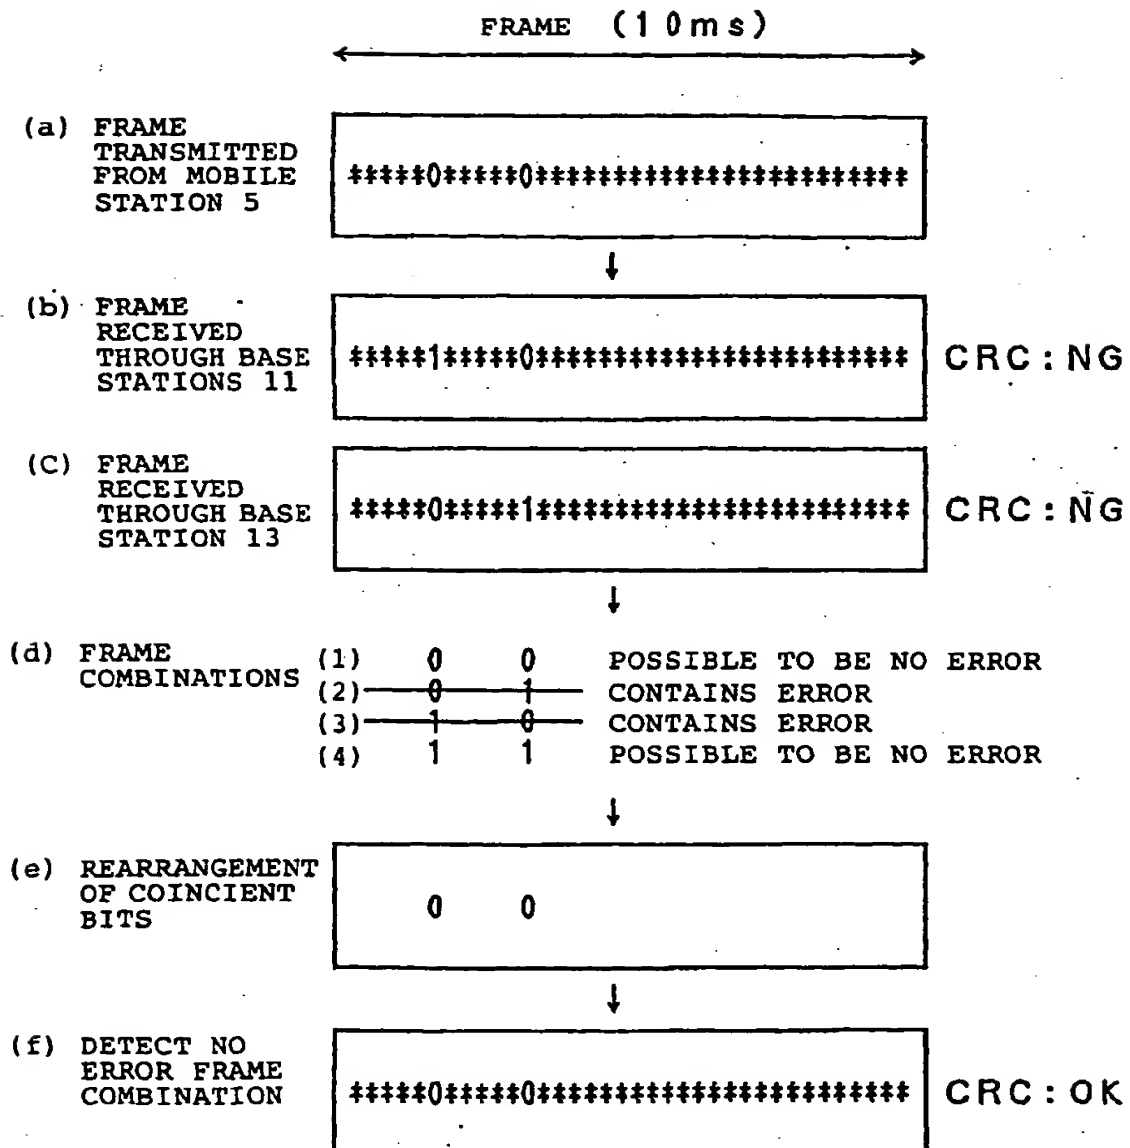 FRAME (10ms)
(a) FRAME
TRANSMITTED
FROM MOBILE
STATION 5
*****0*****0************************
(b) FRAME
RECEIVED
THROUGH BASE
STATIONS 11
*****1*****0************************ CRC:NG
(C) FRAME
RECEIVED
THROUGH BASE
STATION 13
*****0*****1************************ CRC:NG
(d) FRAME
COMBINATIONS
(1) 0 0 POSSIBLE TO BE NO ERROR
(2) 0 1 CONTAINS ERROR
(3) 1 0 CONTAINS ERROR
(4) 1 1 POSSIBLE TO BE NO ERROR
(e) REARRANGEMENT
OF COINCIENT
BITS
0 0
(f) DETECT NO
ERROR FRAME
COMBINATION
*****0*****0************************ CRC:OK